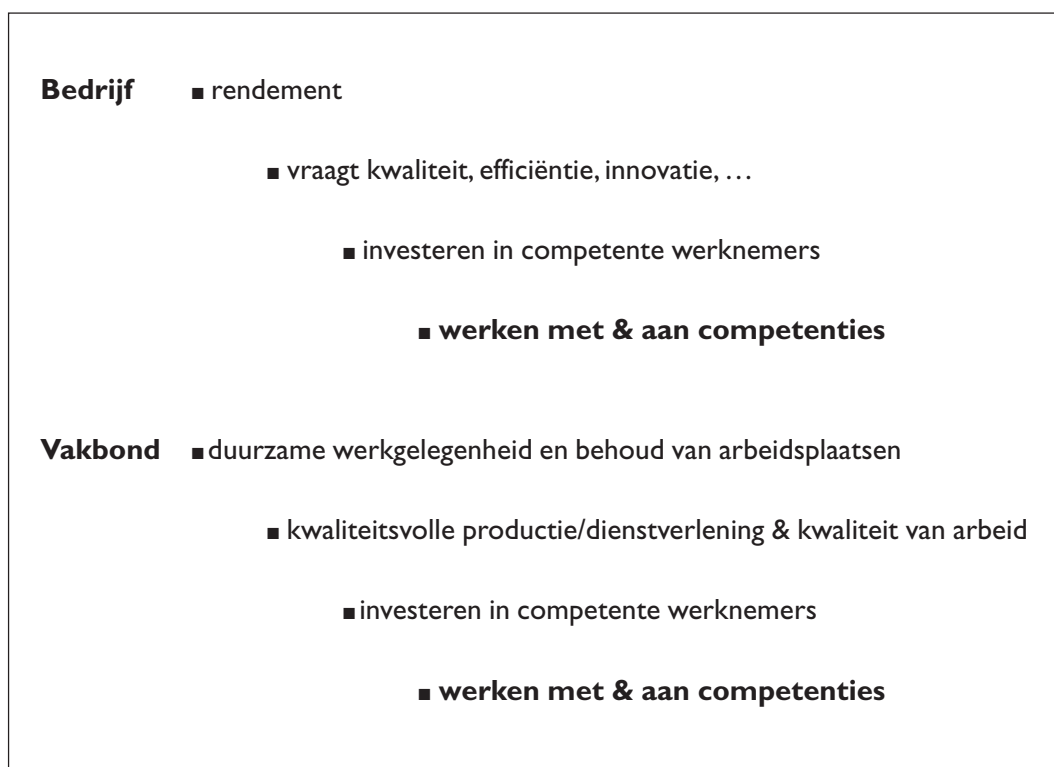 Bedrijf ■ rendement
■ vraagt kwaliteit, efficiëntie, innovatie, …
■ investeren in competente werknemers
■ werken met & aan competenties
Vakbond ■ duurzame werkgelegenheid en behoud van arbeidsplaatsen
■ kwaliteitsvolle productie/dienstverlening & kwaliteit van arbeid
■ investeren in competente werknemers
■ werken met & aan competenties